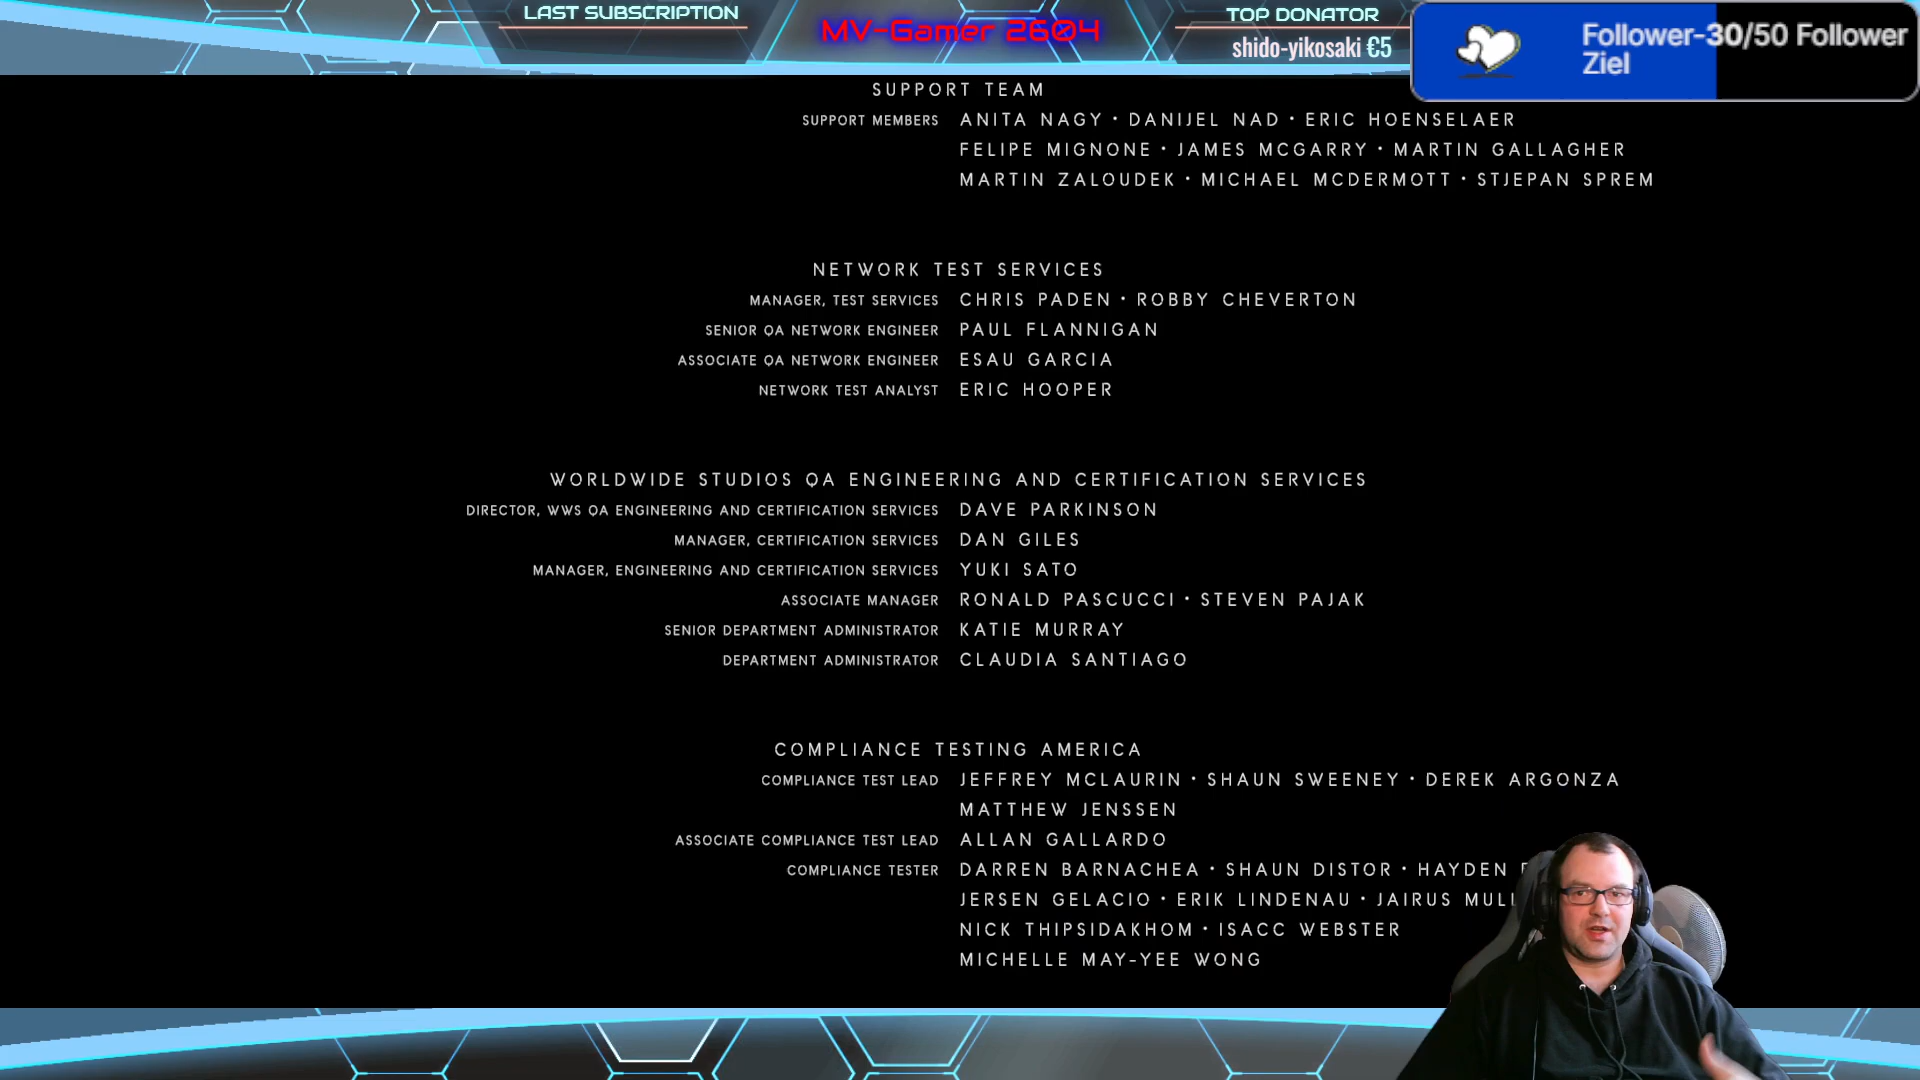 LAST SUBSCRIPTION
MV-Gamer 2604
TOP DONATOR
shido-yikosaki €5
Follower-30/50 Follower
Ziel
SUPPORT TEAM
SUPPORT MEMBERS ANITA NAGY • DANIJEL NAD • ERIC HOENSELAER
FELIPE MIGNONE • JAMES MCGARRY • MARTIN GALLAGHER
MARTIN ZALOUDEK • MICHAEL MCDERMOTT • STJEPAN SPREM
NETWORK TEST SERVICES
MANAGER, TEST SERVICES CHRIS PADEN • ROBBY CHEVERTON
SENIOR QA NETWORK ENGINEER PAUL FLANNIGAN
ASSOCIATE QA NETWORK ENGINEER ESAU GARCIA
NETWORK TEST ANALYST ERIC HOOPER
WORLDWIDE STUDIOS QA ENGINEERING AND CERTIFICATION SERVICES
DIRECTOR, WWS QA ENGINEERING AND CERTIFICATION SERVICES DAVE PARKINSON
MANAGER, CERTIFICATION SERVICES DAN GILES
MANAGER, ENGINEERING AND CERTIFICATION SERVICES YUKI SATO
ASSOCIATE MANAGER RONALD PASCUCCI • STEVEN PAJAK
SENIOR DEPARTMENT ADMINISTRATOR KATIE MURRAY
DEPARTMENT ADMINISTRATOR CLAUDIA SANTIAGO
COMPLIANCE TESTING AMERICA
COMPLIANCE TEST LEAD JEFFREY MCLAURIN • SHAUN SWEENEY • DEREK ARGONZA
MATTHEW JENSSEN
ASSOCIATE COMPLIANCE TEST LEAD ALLAN GALLARDO
COMPLIANCE TESTER DARREN BARNACHEA • SHAUN DISTOR • HAYDEN
JERSEN GELACIO • ERIK LINDENAU • JAIRUS
NICK THIPSIDAKHOM • ISACC WEBSTER
MICHELLE MAY-YEE WONG